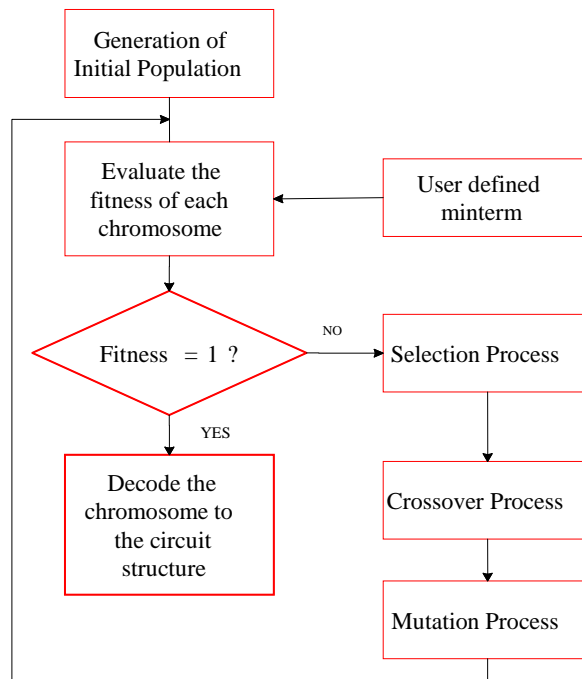 Generation of
Initial Population
Evaluate the
fitness of each
chromosome
User defined
minterm
Fitness = 1 ?
NO
Selection Process
YES
Decode the
chromosome to
the circuit
structure
Crossover Process
Mutation Process